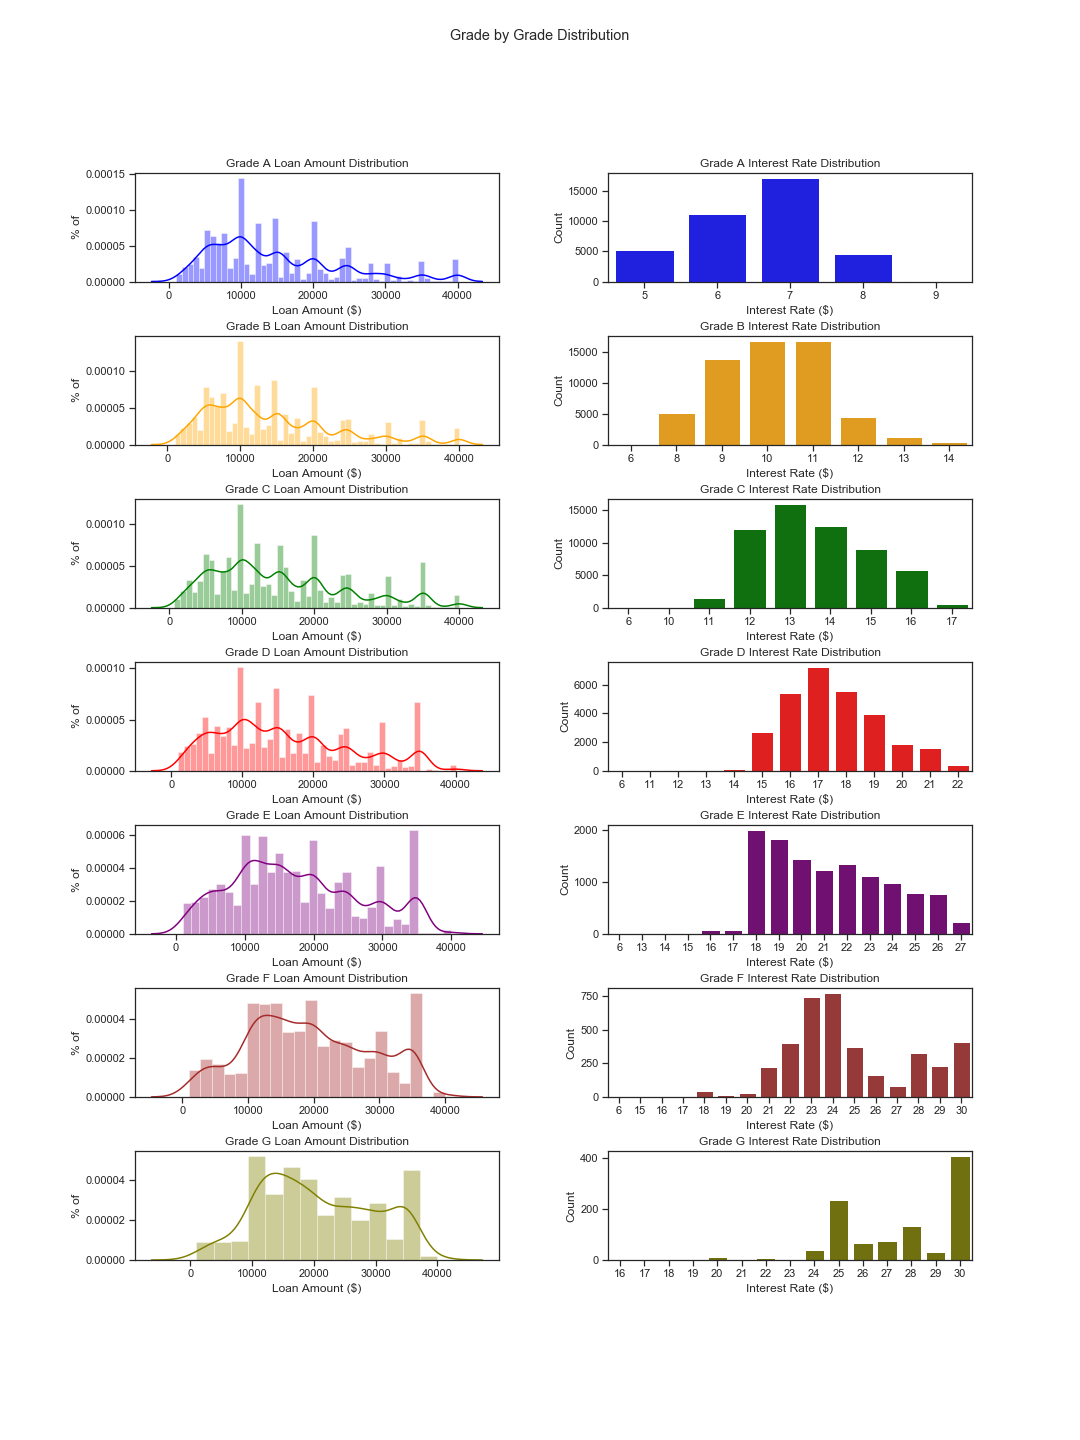 Grade by Grade Distribution
Grade A Loan Amount Distribution
0.00015
0.00010
0.00005
0.00000
% of
0 10000 20000 30000 40000
Loan Amount ($)
Grade A Interest Rate Distribution
15000
10000
5000
0
Count
5 6 7 8 9
Interest Rate ($)
Grade B Loan Amount Distribution
0.00010
0.00005
0.00000
% of
0 10000 20000 30000 40000
Loan Amount ($)
Grade B Interest Rate Distribution
15000
10000
5000
0
Count
6 8 9 10 11 12 13 14
Interest Rate ($)
Grade C Loan Amount Distribution
0.00010
0.00005
0.00000
% of
0 10000 20000 30000 40000
Loan Amount ($)
Grade C Interest Rate Distribution
15000
10000
5000
0
Count
6 10 11 12 13 14 15 16 17
Interest Rate ($)
Grade D Loan Amount Distribution
0.00010
0.00005
0.00000
% of
0 10000 20000 30000 40000
Loan Amount ($)
Grade D Interest Rate Distribution
6000
4000
2000
0
Count
6 11 12 13 14 15 16 17 18 19 20 21 22
Interest Rate ($)
Grade E Loan Amount Distribution
0.00006
0.00004
0.00002
0.00000
% of
0 10000 20000 30000 40000
Loan Amount ($)
Grade E Interest Rate Distribution
2000
1000
0
Count
6 13 14 15 16 17 18 19 20 21 22 23 24 25 26 27
Interest Rate ($)
Grade F Loan Amount Distribution
0.00004
0.00002
0.00000
% of
0 10000 20000 30000 40000
Loan Amount ($)
Grade F Interest Rate Distribution
750
500
250
0
Count
6 15 16 17 18 19 20 21 22 23 24 25 26 27 28 29 30
Interest Rate ($)
Grade G Loan Amount Distribution
0.00004
0.00002
0.00000
% of
0 10000 20000 30000 40000
Loan Amount ($)
Grade G Interest Rate Distribution
400
200
0
Count
16 17 18 19 20 21 22 23 24 25 26 27 28 29 30
Interest Rate ($)